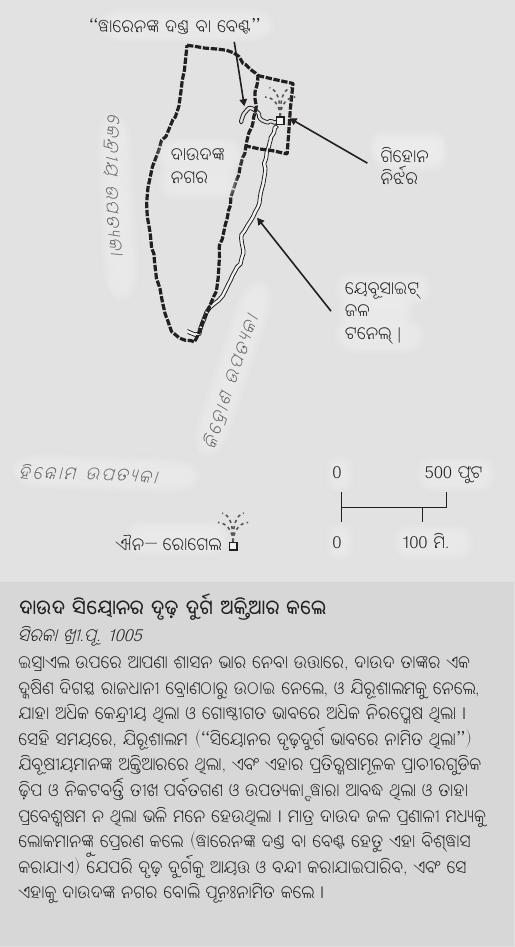 “ୱାରେନଙ୍କ ଦଣ୍ଡ ବା ବେଣ୍ଟ”
ଦାଉଦଙ୍କ
ନଗର
ଗିହୋନ
ନିର୍ଝର
କେନ୍ଦ୍ରୀୟ ଉପତ୍ୟକା
ୟେବୂସାଇଟ୍
ଜଳ
ଟନେଲ୍ |
କିଦ୍ରୋଣ ଉପତ୍ୟକା
ହିନ୍ନୋମ ଉପତ୍ୟକା
0 500 ଫୁଟ
0 100 ମି.
ଐନ– ରୋଗେଲ
ଦାଉଦ ସିୟୋନର ଦୃଢ଼ ଦୁର୍ଗ ଅକ୍ତିଆର କଲେ
ସିରକା ଖ୍ରୀ.ପୂ. 1005
ଇସ୍ରାଏଲ ଉପରେ ଆପଣା ଶାସନ ଭାର ନେବା ଉତ୍ତାରେ, ଦାଉଦ ତାଙ୍କର ଏକ
ଦକ୍ଷିଣ ଦିଗସ୍ଥ ରାଜଧାନୀ ବ୍ରୋଣଠାରୁ ଉଠାଇ ନେଲେ, ଓ ଯିରୂଶାଲମକୁ ନେଲେ,
ଯାହା ଅଧିକ କେନ୍ଦ୍ରୀୟ ଥିଲା ଓ ଗୋଷ୍ଠୀଗତ ଭାବରେ ଅଧିକ ନିରପେକ୍ଷ ଥିଲା ।
ସେହି ସମୟରେ, ଯିରୂଶାଲମ (“ସିୟୋନର ଦୃଢ଼ଦୁର୍ଗ ଭାବରେ ନାମିତ ଥିଲା”)
ଯିବୂଷୀୟମାନଙ୍କ ଅକ୍ତିଆରରେ ଥିଲା, ଏବଂ ଏହାର ପ୍ରତିରକ୍ଷାମୂଳକ ପ୍ରାଚୀରଗୁଡିକ
ଢ଼ିପ ଓ ନିକଟବର୍ତ୍ତି ତୀଖ ପର୍ବତଗଣ ଓ ଉପତ୍ୟକାଦ୍ୱାରା ଆବଦ୍ଧ ଥିଲା ଓ ତାହା
ପ୍ରବେଶକ୍ଷମ ନ ଥିଲା ଭଳି ମନେ ହେଉଥିଲା । ମାତ୍ର ଦାଉଦ ଜଳ ପ୍ରଣାଳୀ ମଧ୍ୟକୁ
ଲୋକମାନଙ୍କୁ ପ୍ରେରଣ କଲେ (ୱାରେନଙ୍କ ଦଣ୍ଡ ବା ବେଣ୍ଟ ହେତୁ ଏହା ବିଶ୍ୱାସ
କରାଯାଏ) ଯେପରି ଦୃଢ଼ ଦୁର୍ଗକୁ ଆୟତ୍ତ ଓ ବନ୍ଦୀ କରାଯାଇପାରିବ, ଏବଂ ସେ
ଏହାକୁ ଦାଉଦଙ୍କ ନଗର ବୋଲି ପୂନଃନାମିତ କଲେ ।